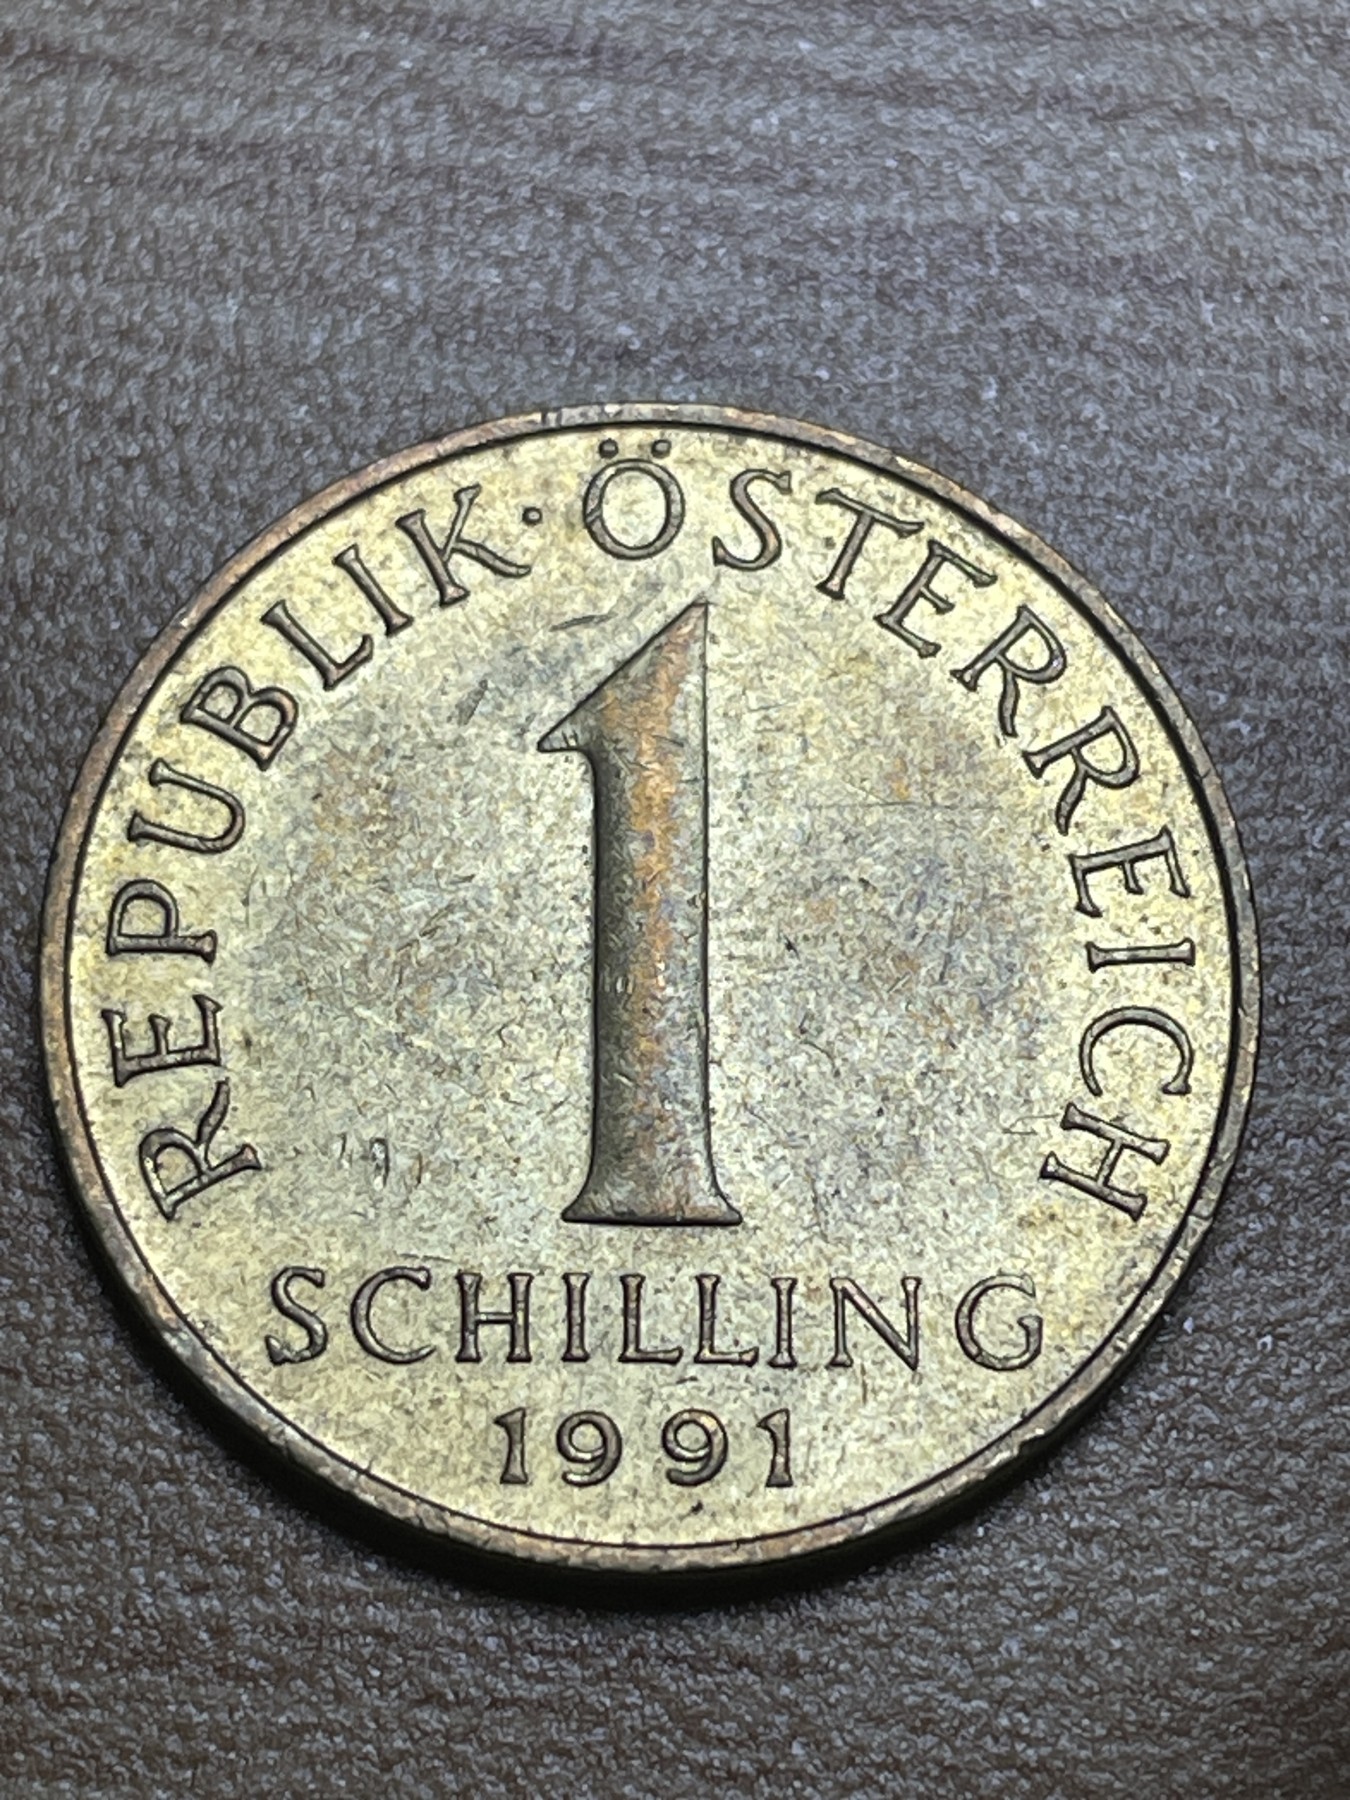 REPUBLIK · ÖSTERREICH
1
SCHILLING
1991